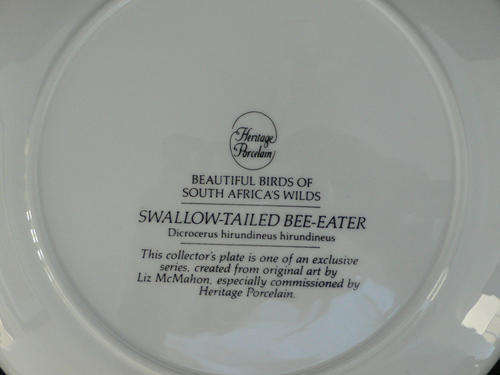 Heritage
Porcelain
BEAUTIFUL BIRDS OF
SOUTH AFRICA'S WILDS
SWALLOW-TAILED BEE-EATER
Dicrocerus hirundineus hirundineus
This collector's plate is one of an exclusive
series, created from original art by
Liz McMahon, especially commissioned by
Heritage Porcelain.